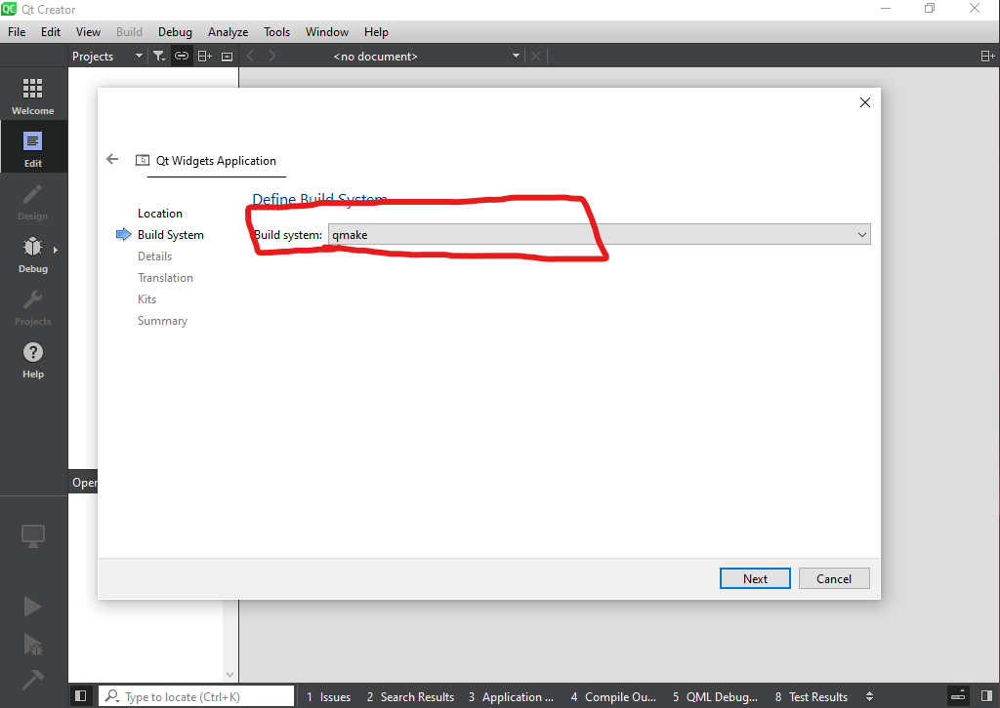 QC Qt Creator
File Edit View Build Debug Analyze Tools Window Help
Projects <no document>
Welcome
Edit
Design
Debug
Projects
Help
Qt Widgets Application
Location
Build System
Details
Translation
Kits
Summary
Define Build System
Build system: qmake
Next Cancel
Open
Type to locate (Ctrl+K) 1 Issues 2 Search Results 3 Application ... 4 Compile Ou... 5 QML Debug... 8 Test Results